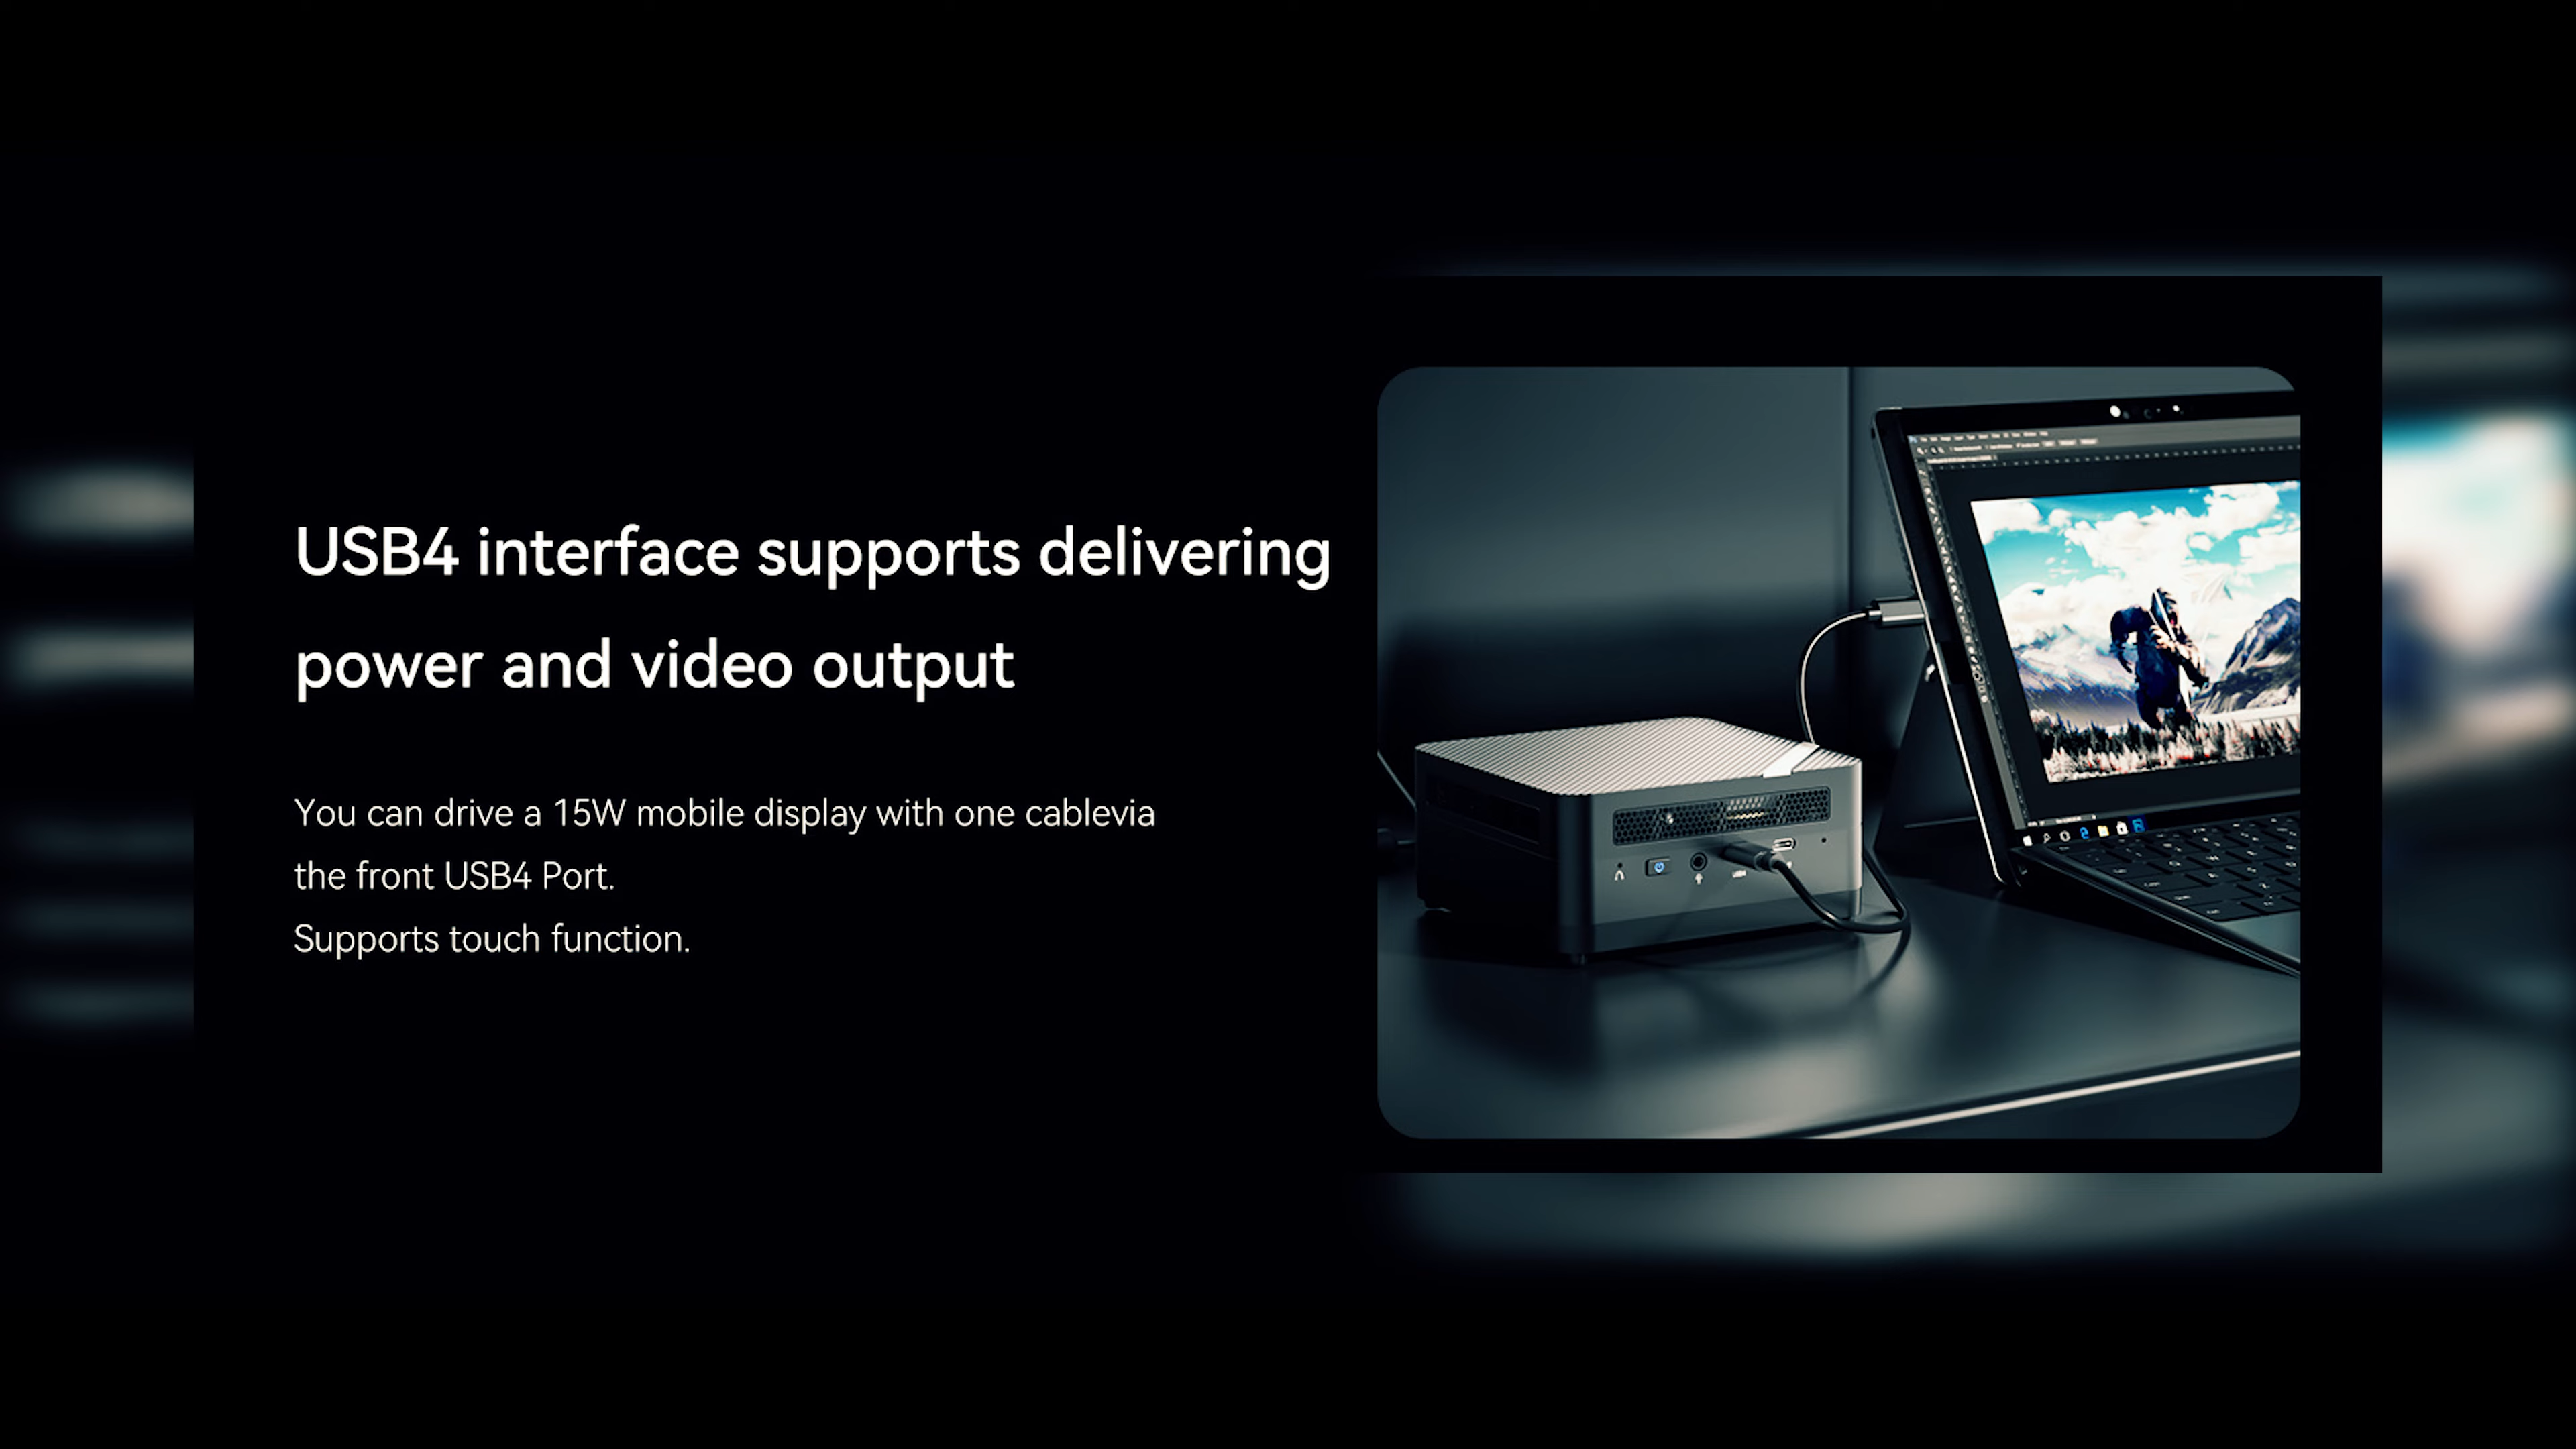 USB4 interface supports delivering
power and video output
You can drive a 15W mobile display with one cablevia
the front USB4 Port.
Supports touch function.
USB4